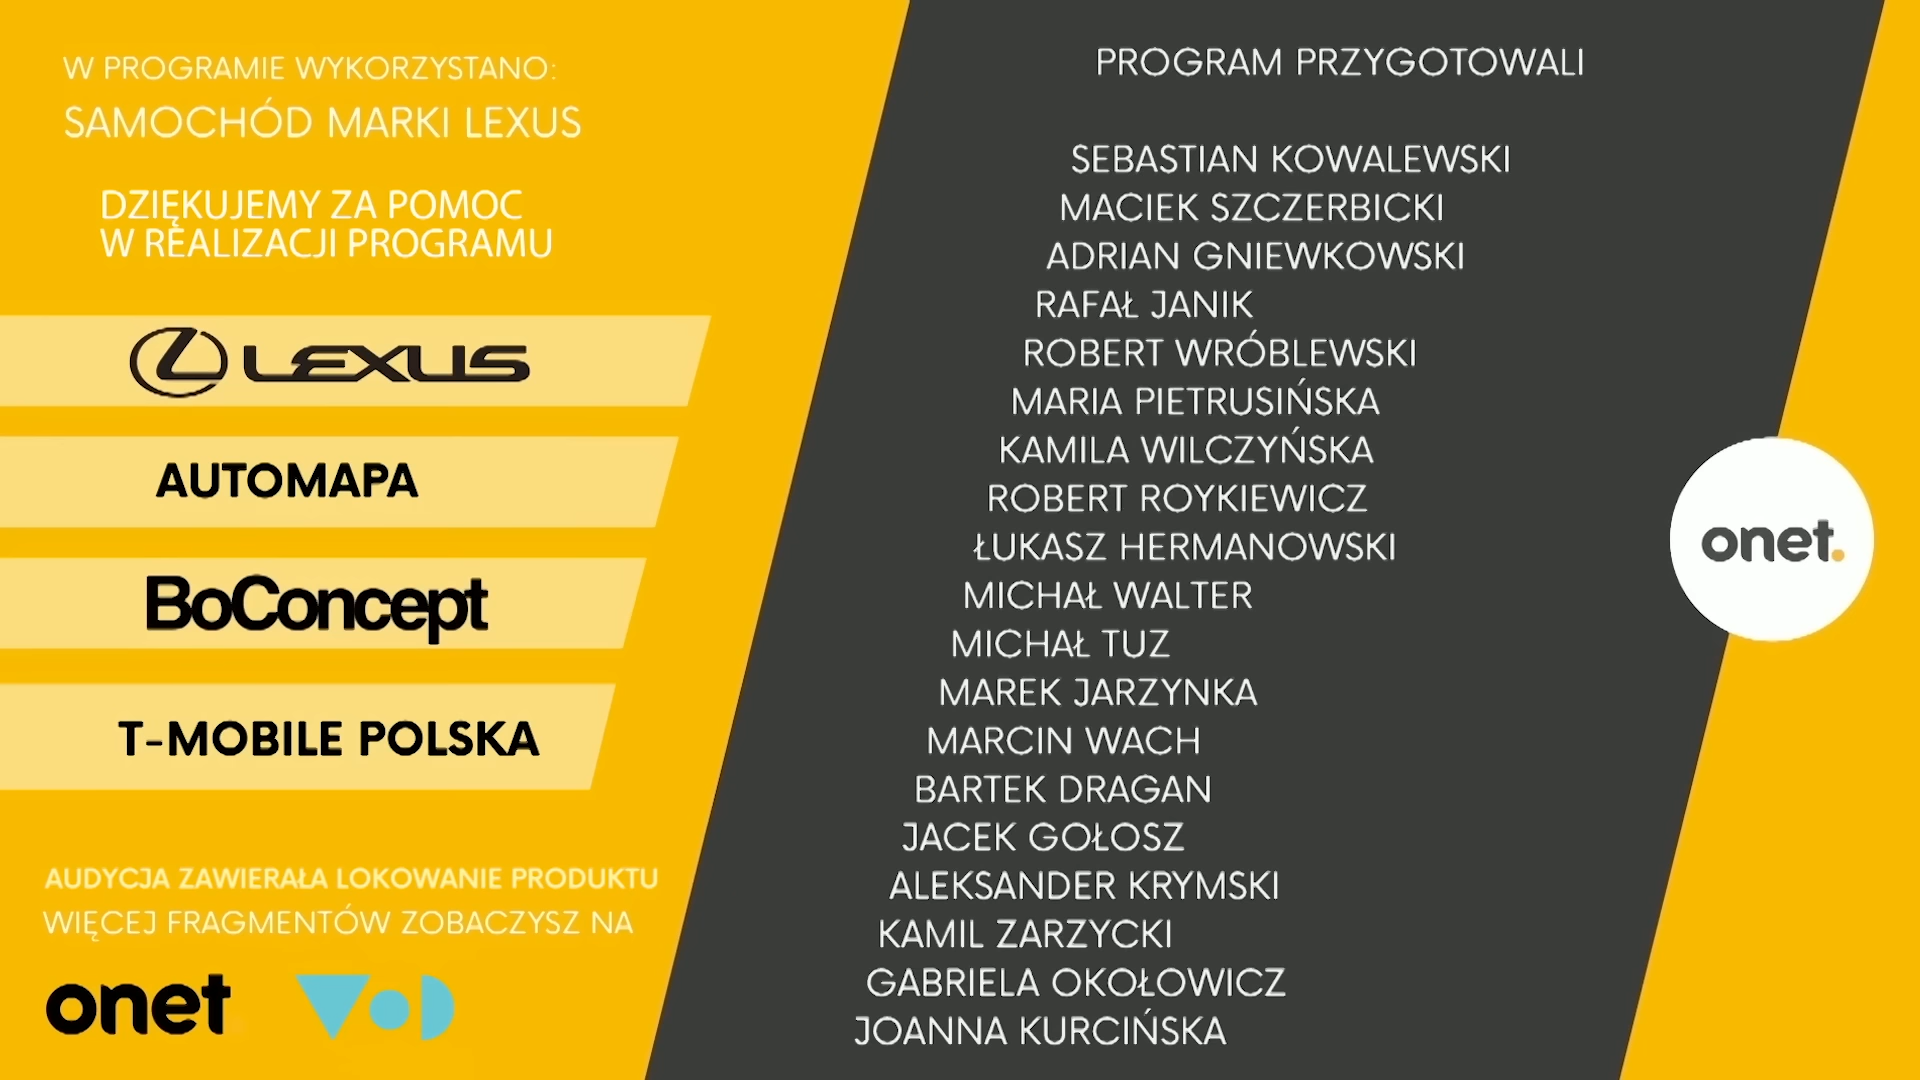 W PROGRAMIE WYKORZYSTANO:
SAMOCHÓD MARKI LEXUS
DZIĘKUJEMY ZA POMOC
W REALIZACJI PROGRAMU
LEXUS
AUTOMAPA
BoConcept
T-MOBILE POLSKA
AUDYCJA ZAWIERAŁA LOKOWANIE PRODUKTU
WIĘCEJ FRAGMENTÓW ZOBACZYSZ NA
onet VOD
PROGRAM PRZYGOTOWALI
SEBASTIAN KOWALEWSKI
MACIEK SZCZERBICKI
ADRIAN GNIEWKOWSKI
RAFAŁ JANIK
ROBERT WRÓBLEWSKI
MARIA PIETRUSIŃSKA
KAMILA WILCZYŃSKA
ROBERT ROYKIEWICZ
ŁUKASZ HERMANOWSKI
MICHAŁ WALTER
MICHAŁ TUZ
MAREK JARZYNKA
MARCIN WACH
BARTEK DRAGAN
JACEK GOŁOSZ
ALEKSANDER KRYMSKI
KAMIL ZARZYCKI
GABRIELA OKOŁOWICZ
JOANNA KURCIŃSKA
onet.